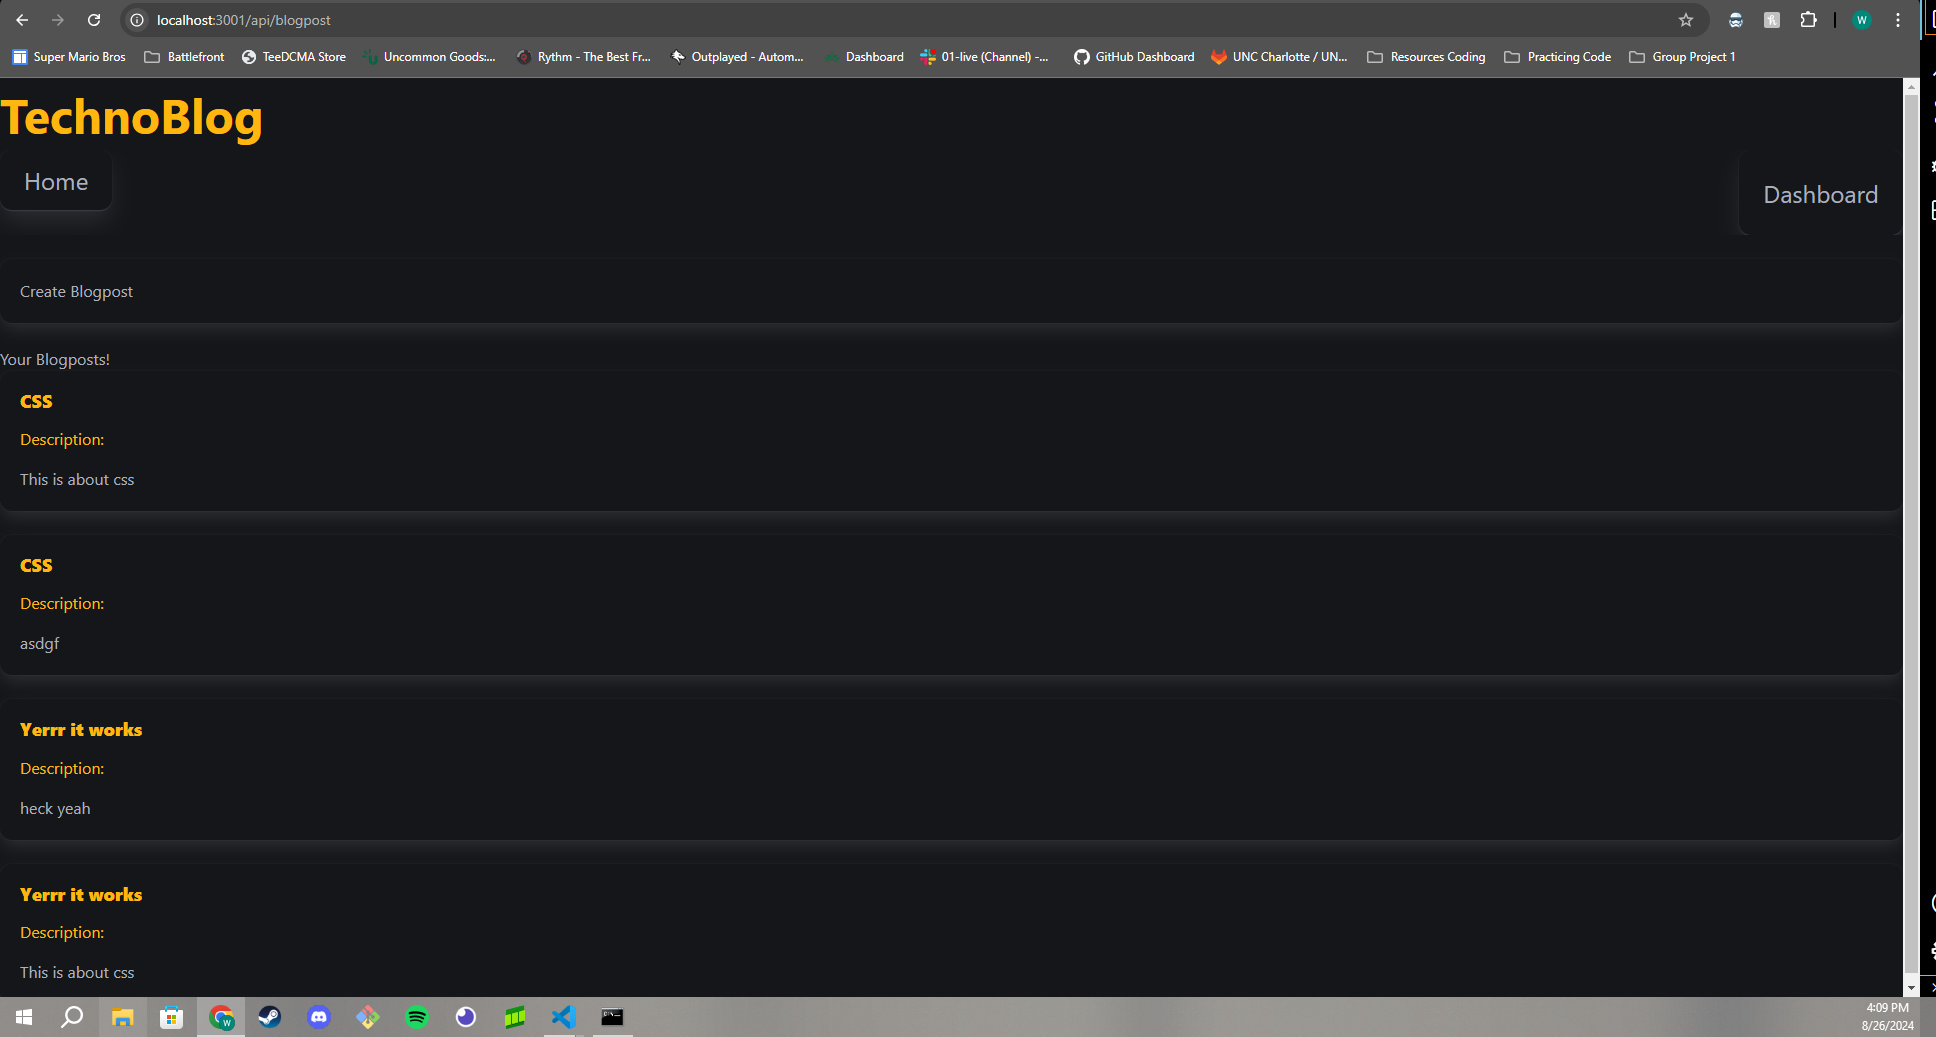 localhost:3001/api/blogpost
W
Super Mario Bros
Battlefront
TeeDCMA Store
Uncommon Goods:...
Rythm - The Best Fr...
Outplayed - Autom...
Dashboard
01-live (Channel) -...
GitHub Dashboard
UNC Charlotte / UN...
Resources Coding
Practicing Code
Group Project 1
TechnoBlog
Home
Dashboard
Create Blogpost
Your Blogposts!
CSS
Description:
This is about css
CSS
Description:
asdgf
Yerrr it works
Description:
heck yeah
Yerrr it works
Description:
This is about css
W
4:09 PM
8/26/2024